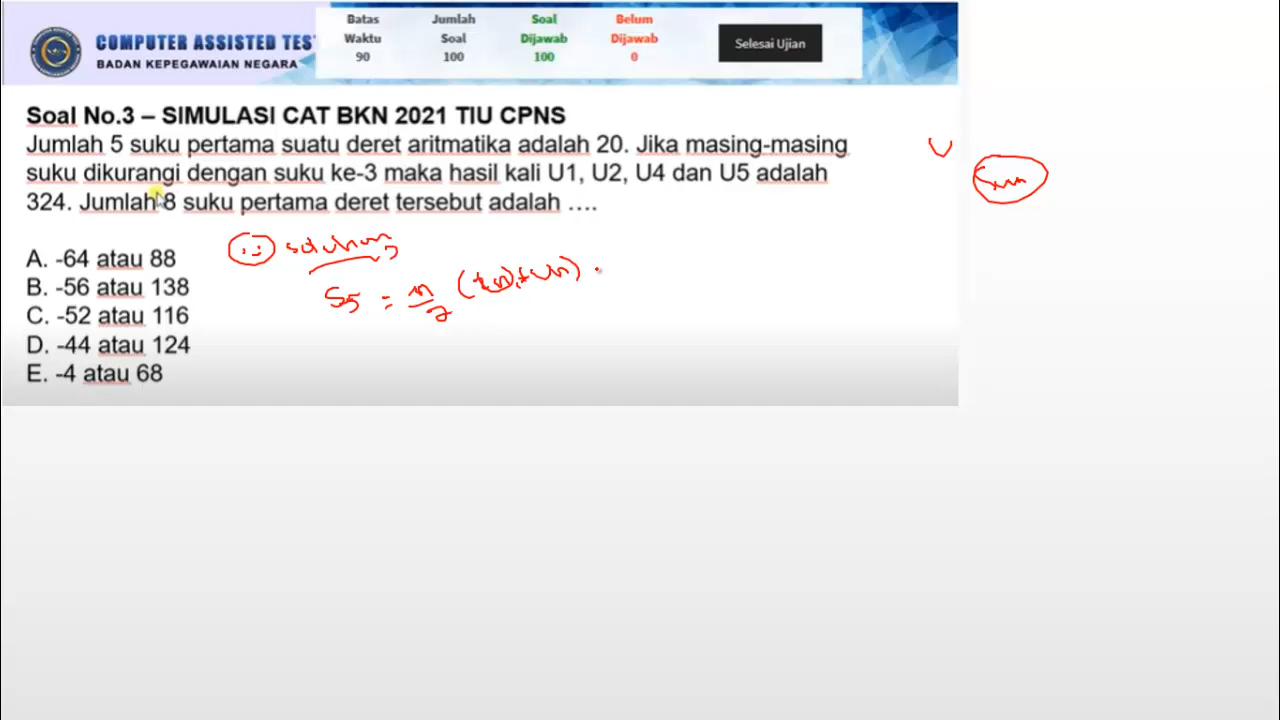 COMPUTER ASSISTED TES
BADAN KEPEGAWAIAN NEGARA
Batas Waktu 90
Jumlah Soal 100
Soal Dijawab 100
Belum Dijawab 0
Selesai Ujian
Soal No.3 – SIMULASI CAT BKN 2021 TIU CPNS
Jumlah 5 suku pertama suatu deret aritmatika adalah 20. Jika masing-masing
suku dikurangi dengan suku ke-3 maka hasil kali U1, U2, U4 dan U5 adalah
324. Jumlah 8 suku pertama deret tersebut adalah ....
A. -64 atau 88
B. -56 atau 138
C. -52 atau 116
D. -44 atau 124
E. -4 atau 68
S5 = n/2